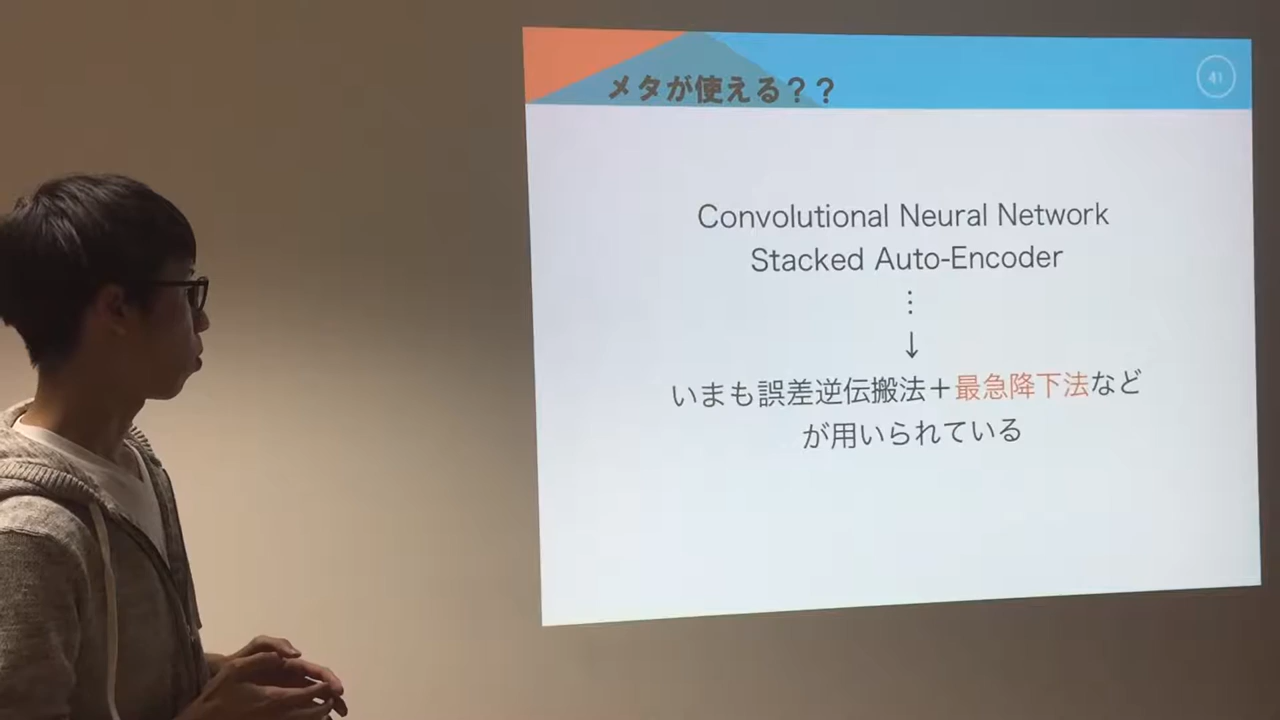 メタが使える？？
41
Convolutional Neural Network
Stacked Auto-Encoder
⋮
↓
いまも誤差逆伝搬法＋最急降下法など
が用いられている